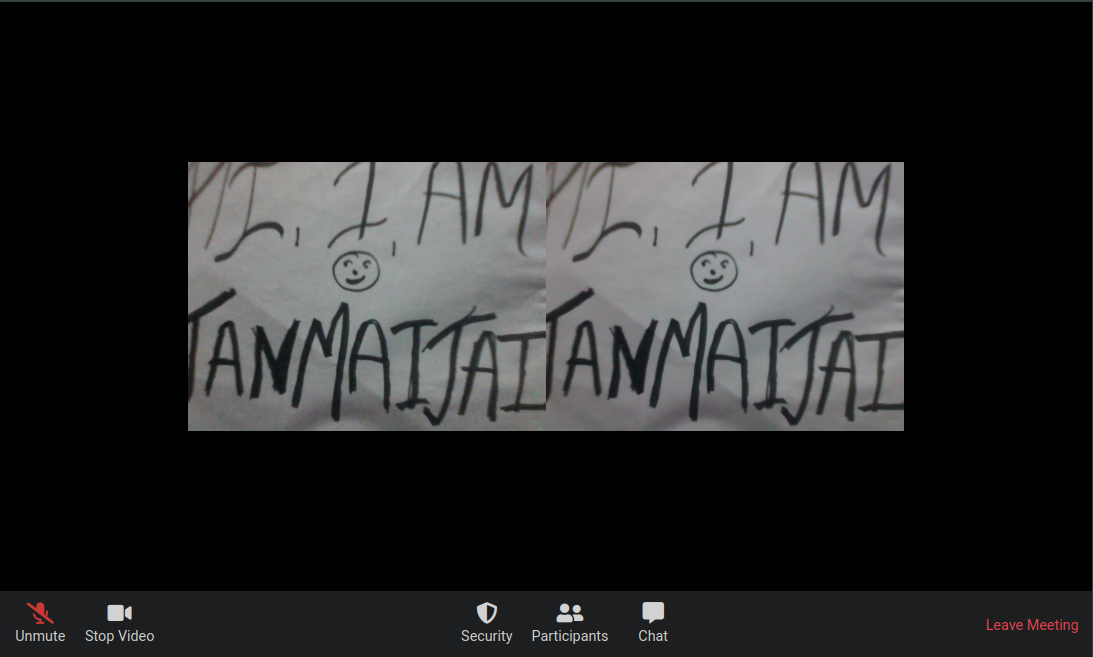 HI, I AM
TANMAIJAI
HI, I AM
TANMAIJAI
Unmute
Stop Video
Security
Participants
Chat
Leave Meeting